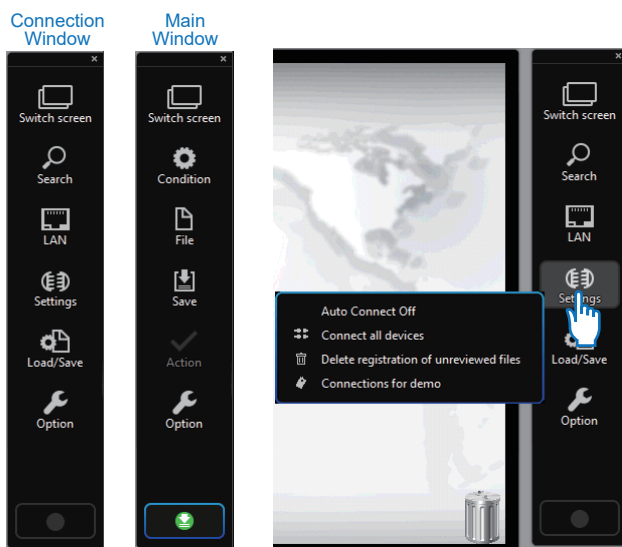 Connection
Window
Main
Window
×
Switch screen
Search
LAN
Settings
Load/Save
Option
×
Switch screen
Condition
File
Save
Action
Option
×
Switch screen
Search
LAN
Settings
Load/Save
Option
Auto Connect Off
Connect all devices
Delete registration of unreviewed files
Connections for demo